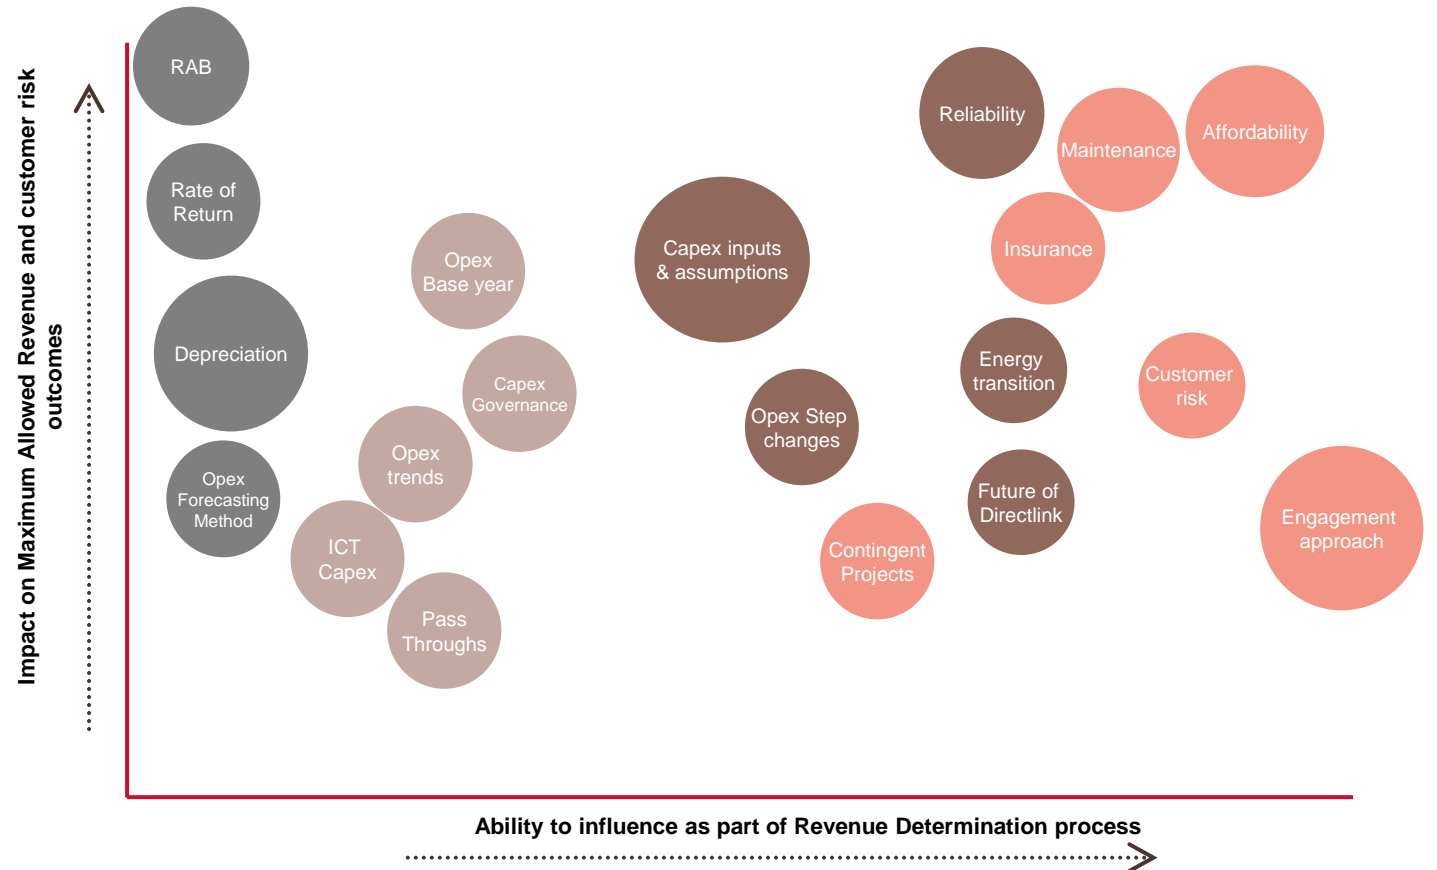 Impact on Maximum Allowed Revenue and customer risk
outcomes
RAB
Rate of
Return
Depreciation
Opex
Forecasting
Method
Opex
Base year
Capex
Governance
Opex
trends
ICT
Capex
Pass
Throughs
Capex inputs
& assumptions
Opex Step
changes
Contingent
Projects
Reliability
Maintenance
Affordability
Insurance
Energy
transition
Customer
risk
Future of
Directlink
Engagement
approach
Ability to influence as part of Revenue Determination process